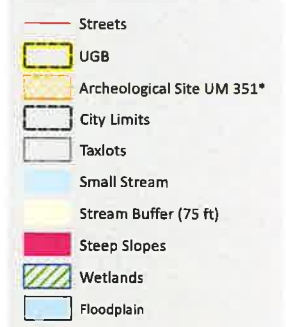 Streets
UGB
Archeological Site UM 351*
City Limits
Taxlots
Small Stream
Stream Buffer (75 ft)
Steep Slopes
Wetlands
Floodplain